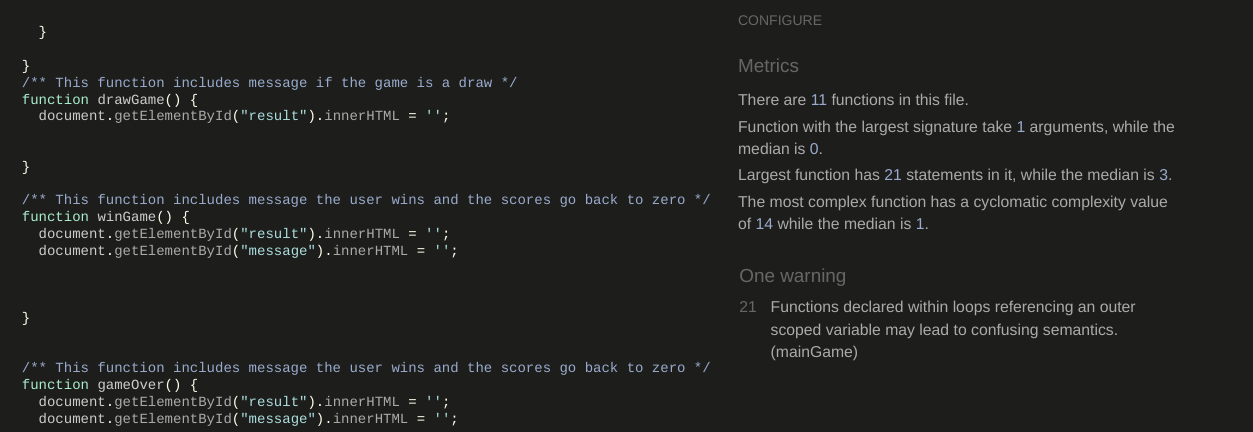 }

}
/** This function includes message if the game is a draw */
function drawGame() {
  document.getElementById("result").innerHTML = '';

}

/** This function includes message the user wins and the scores go back to zero */
function winGame() {
  document.getElementById("result").innerHTML = '';
  document.getElementById("message").innerHTML = '';

}

/** This function includes message the user wins and the scores go back to zero */
function gameOver() {
  document.getElementById("result").innerHTML = '';
  document.getElementById("message").innerHTML = '';
CONFIGURE
Metrics
There are 11 functions in this file.
Function with the largest signature take 1 arguments, while the
median is 0.
Largest function has 21 statements in it, while the median is 3.
The most complex function has a cyclomatic complexity value
of 14 while the median is 1.
One warning
21 Functions declared within loops referencing an outer
scoped variable may lead to confusing semantics.
(mainGame)